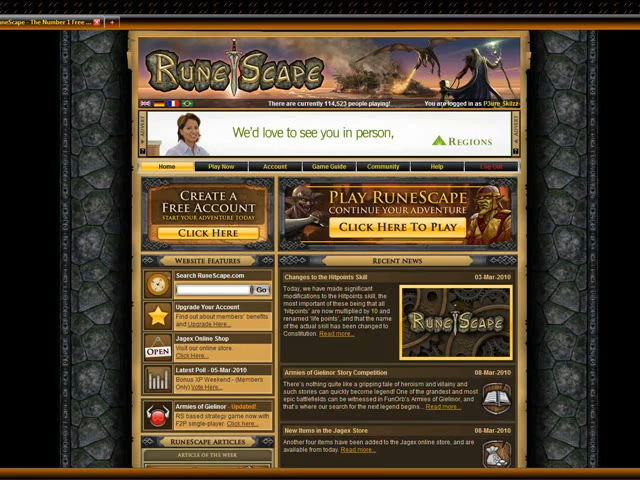 RuneScape - The Number 1 Free ...
RUNESCAPE
There are currently 114,523 people playing!
You are logged in as P3ure_Skilzz
ADVERT
We'd love to see you in person,
REGIONS
ADVERT
Home
Play Now
Account
Game Guide
Community
Help
Log Out
CREATE A
FREE ACCOUNT
START YOUR ADVENTURE TODAY
CLICK HERE
PLAY RUNESCAPE
CONTINUE YOUR ADVENTURE
CLICK HERE TO PLAY
WEBSITE FEATURES
Search RuneScape.com
Go
Upgrade Your Account
Find out about members' benefits
and Upgrade Here...
OPEN
Jagex Online Shop
Visit our online store.
Click Here...
Latest Poll - 05-Mar-2010
Bonus XP Weekend - (Members
Only) Vote Here...
Armies of Gielinor - Updated!
RS based strategy game now with
F2P single-player. Click here...
RUNESCAPE ARTICLES
ARTICLE OF THE WEEK
RECENT NEWS
Changes to the Hitpoints Skill
03-Mar-2010
Today, we have made significant
modifications to the Hitpoints skill, the
most important of these being that all
'hitpoints' are now multiplied by 10 and
renamed 'life points', and that the name
of the actual skill has been changed to
Constitution. Read more...
RUNESCAPE
Armies of Gielinor Story Competition
08-Mar-2010
There's nothing quite like a gripping tale of heroism and villainy and
such stories can quickly become legend! One of the grandest and most
epic battlefields can be witnessed in FunOrb's Armies of Gielinor, and
that's where our search for the next legend begins... Read more...
New Items in the Jagex Store
08-Mar-2010
Another four items have been added to the Jagex online store, and are
available from today. Read more...